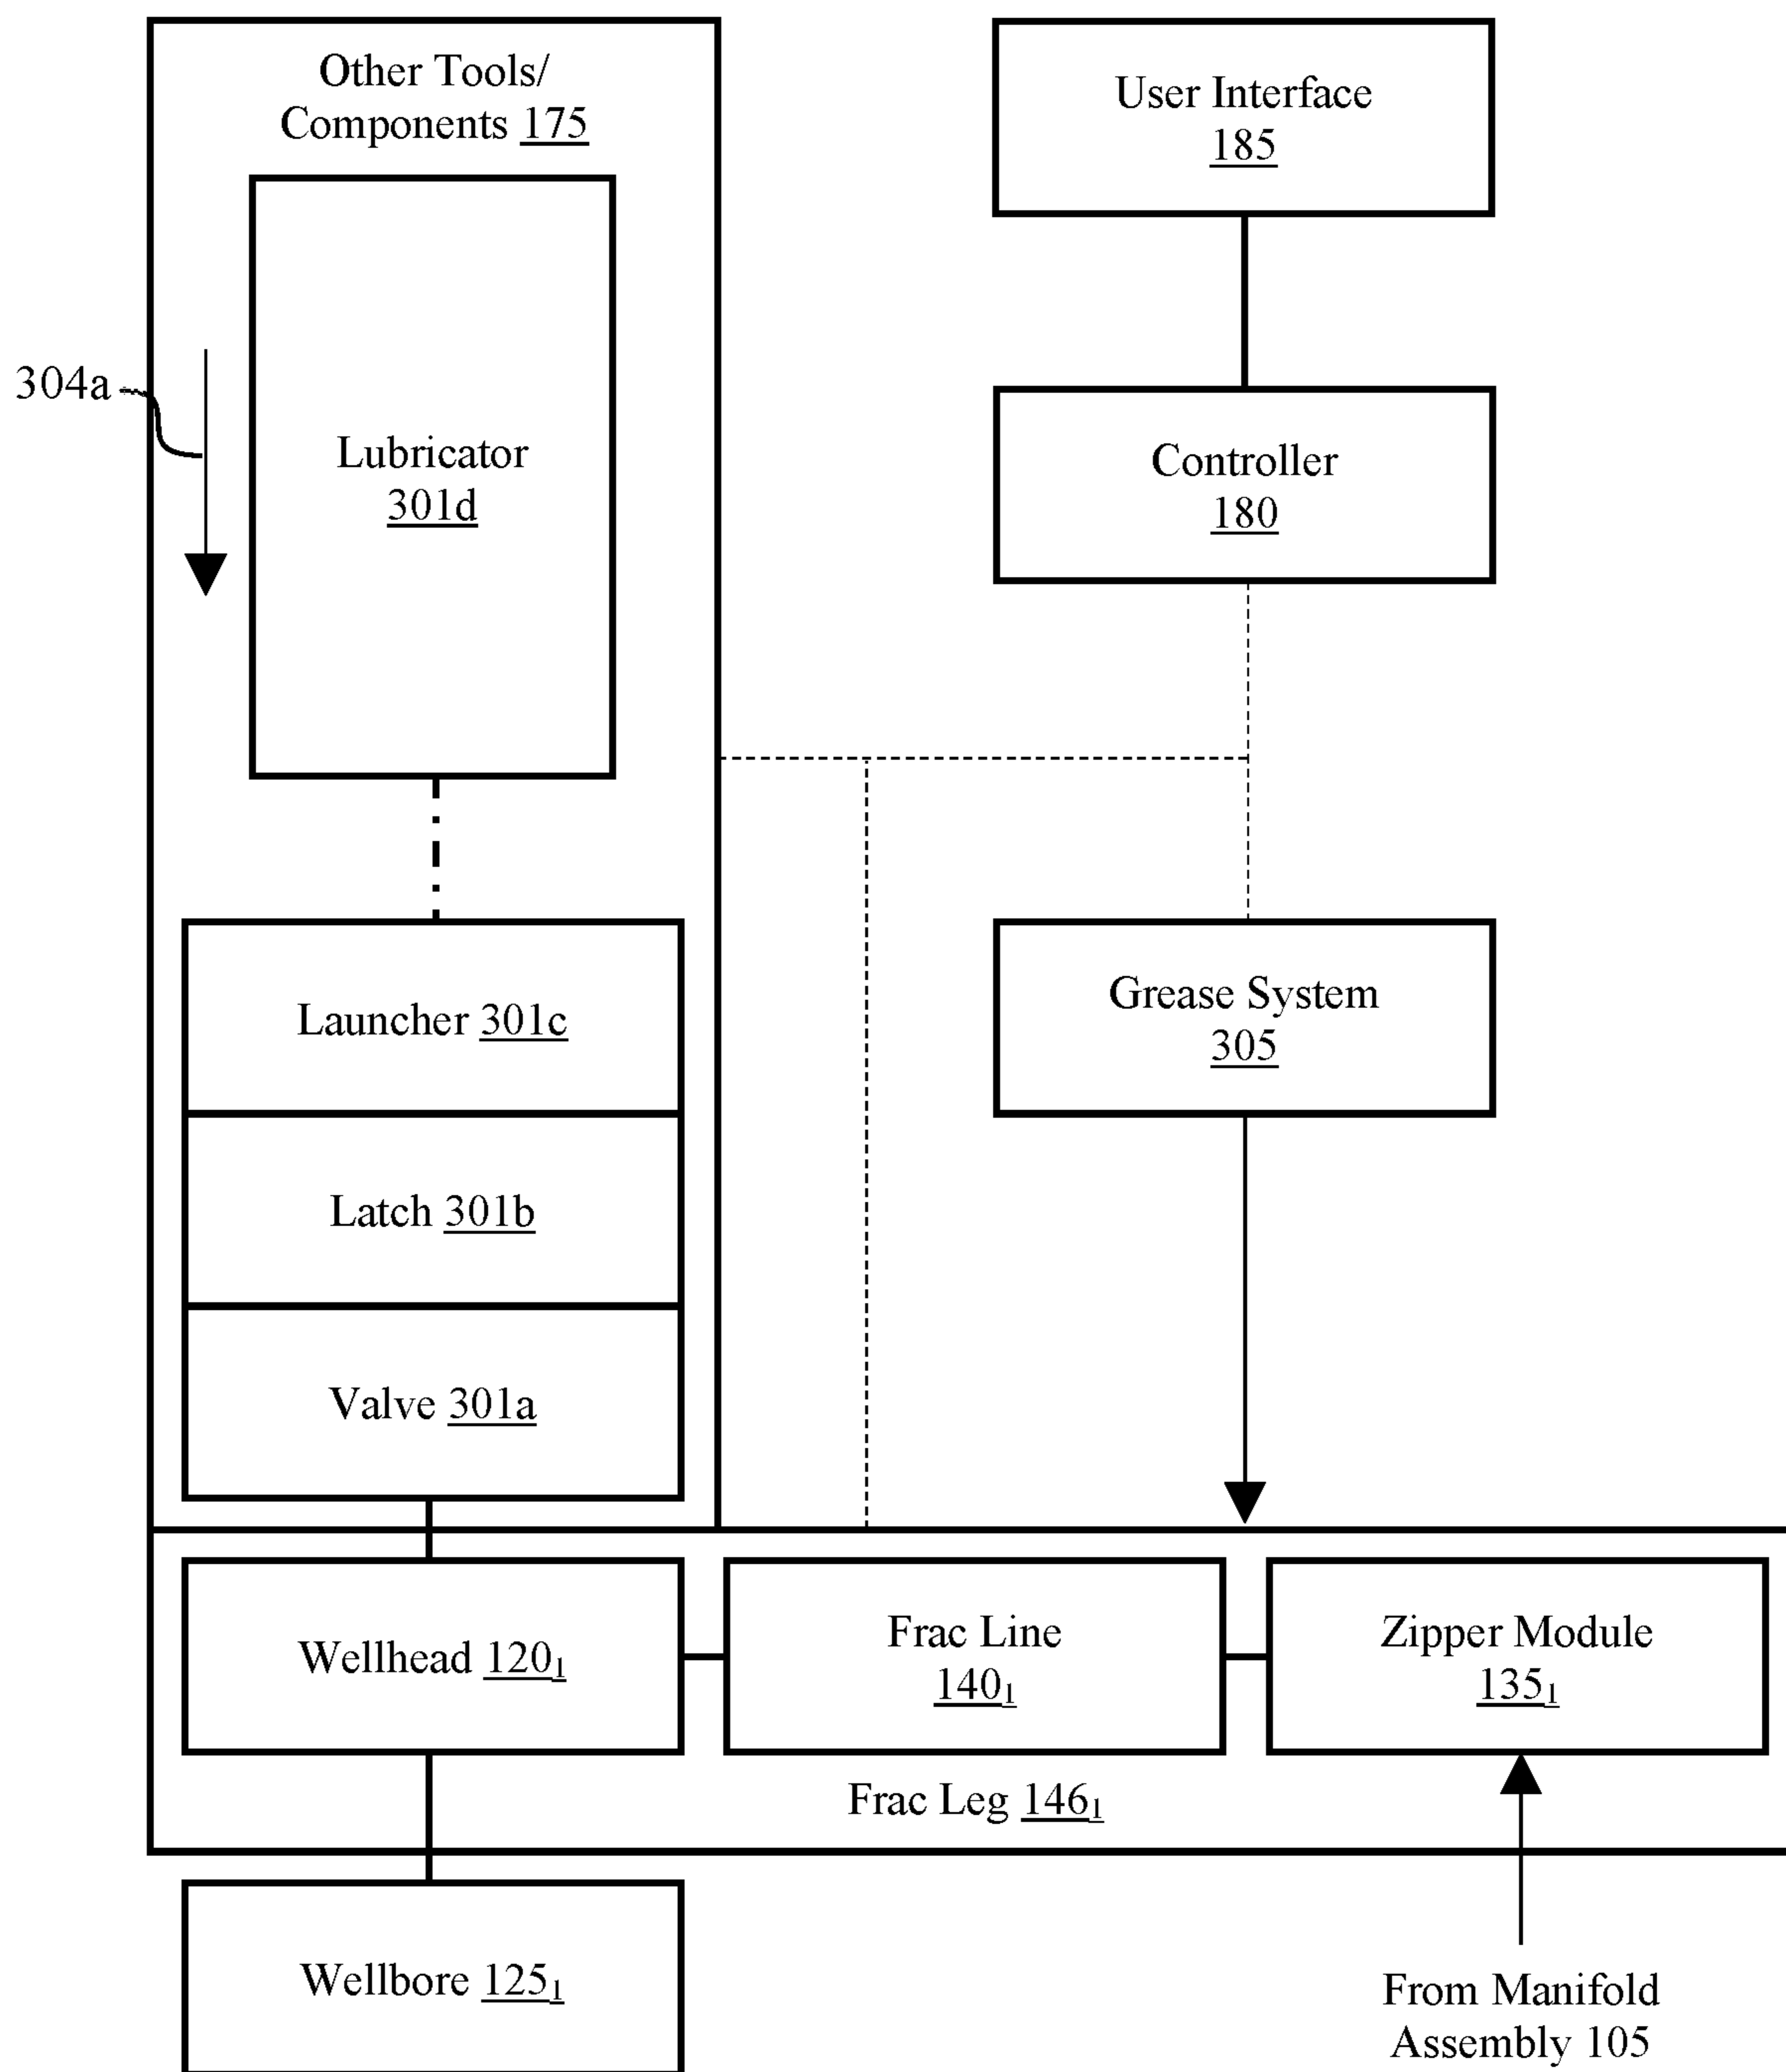 Other Tools/
Components 175
User Interface
185
304a
Lubricator
301d
Controller
180
Launcher 301c
Grease System
305
Latch 301b
Valve 301a
Wellhead 120₁
Frac Line
140₁
Zipper Module
135₁
Frac Leg 146₁
Wellbore 125₁
From Manifold
Assembly 105